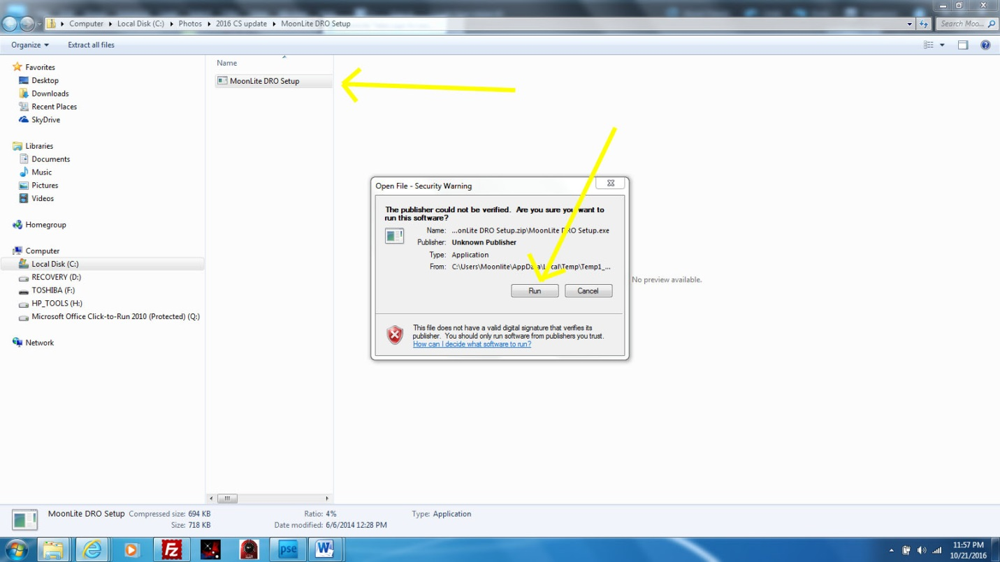 Computer Local Disk (C:) Photos 2016 CS update MoonLite DRO Setup
Search Moo...
Organize Extract all files
Favorites
Desktop
Downloads
Recent Places
SkyDrive
Libraries
Documents
Music
Pictures
Videos
Homegroup
Computer
Local Disk (C:)
RECOVERY (D:)
TOSHIBA (F:)
HP_TOOLS (H:)
Microsoft Office Click-to-Run 2010 (Protected) (Q:)
Network
Name
MoonLite DRO Setup
Open File - Security Warning
The publisher could not be verified. Are you sure you want to
run this software?
Name: ...onLite DRO Setup.zip\MoonLite DRO Setup.exe
Publisher: Unknown Publisher
Type: Application
From: C:\Users\Moonlite\AppData\Local\Temp\Temp1_...
Run Cancel
This file does not have a valid digital signature that verifies its
publisher. You should only run software from publishers you trust.
How can I decide what software to run?
No preview available.
MoonLite DRO Setup Compressed size: 694 KB Ratio: 4% Type: Application
Size: 718 KB Date modified: 6/6/2014 12:28 PM
Fz
pse
W
11:57 PM
10/21/2016